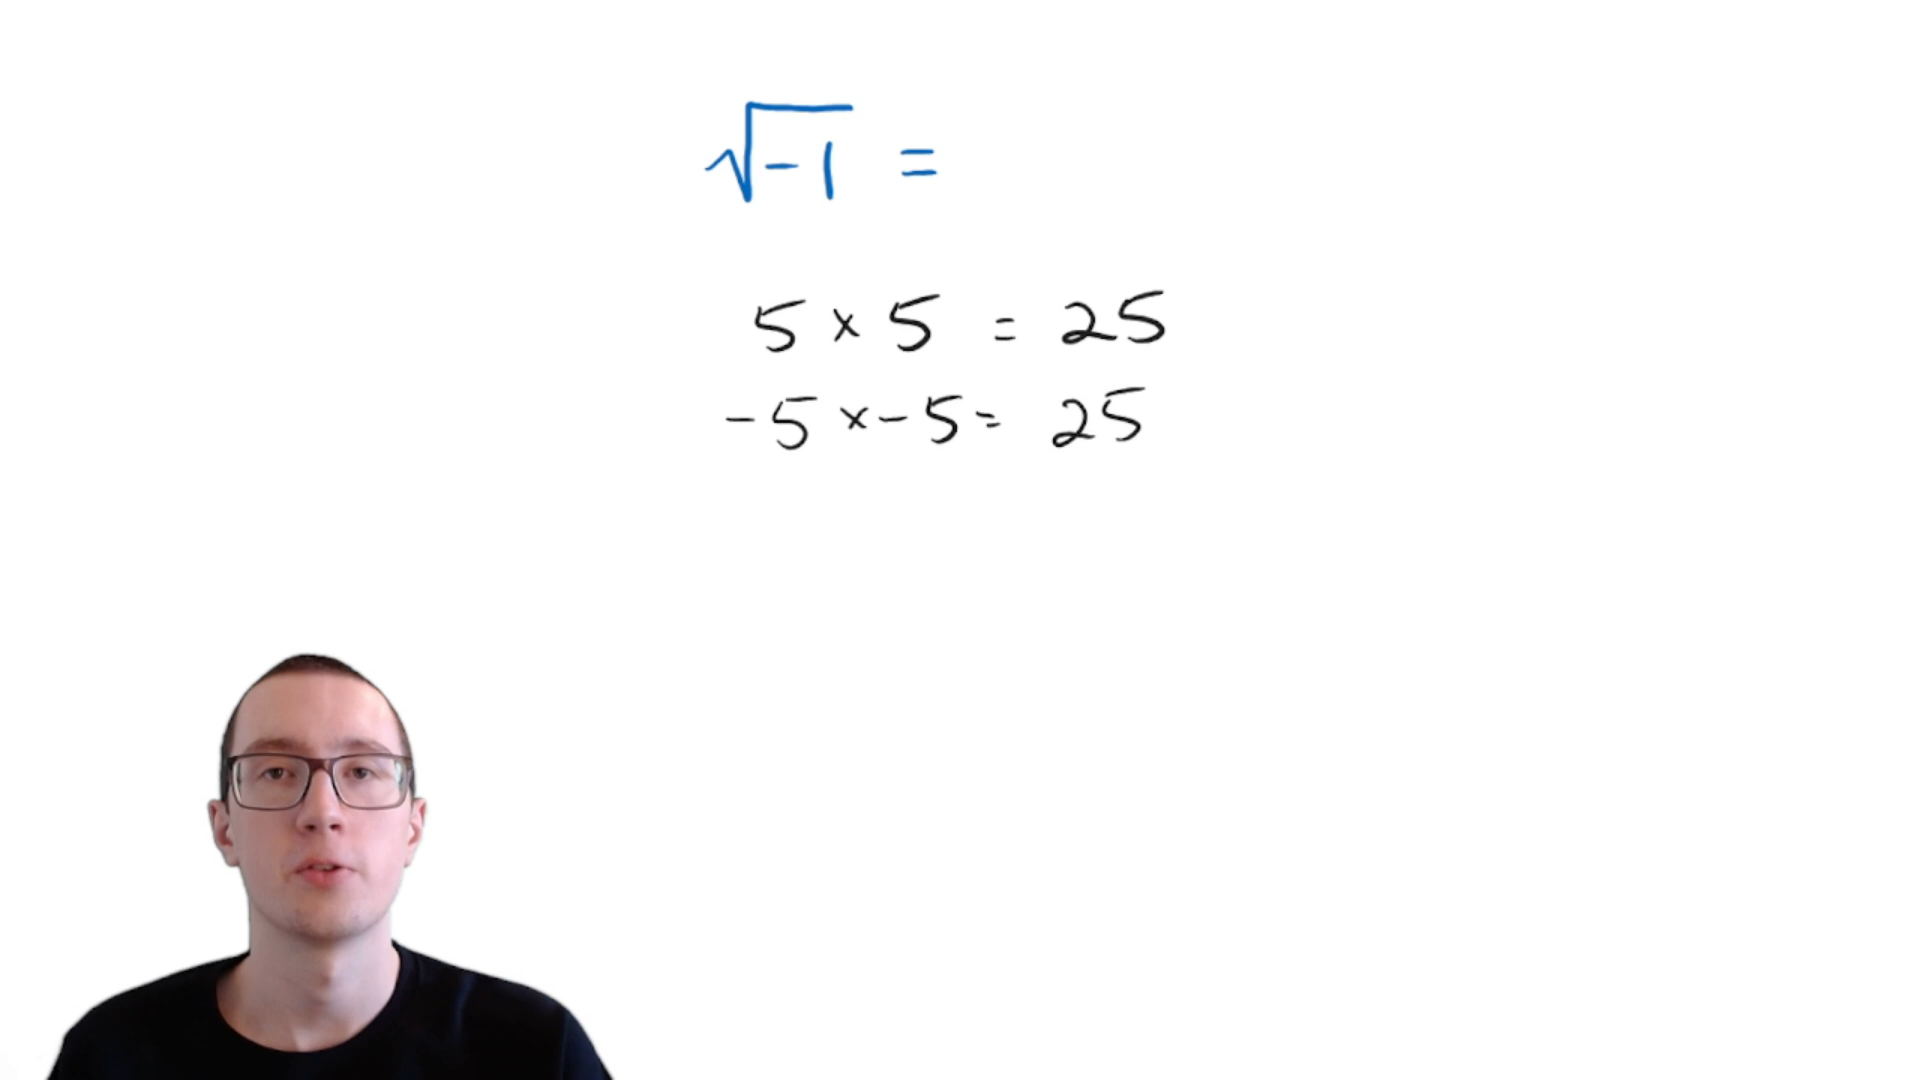 √-1 =
5 × 5 = 25
-5 × -5 = 25